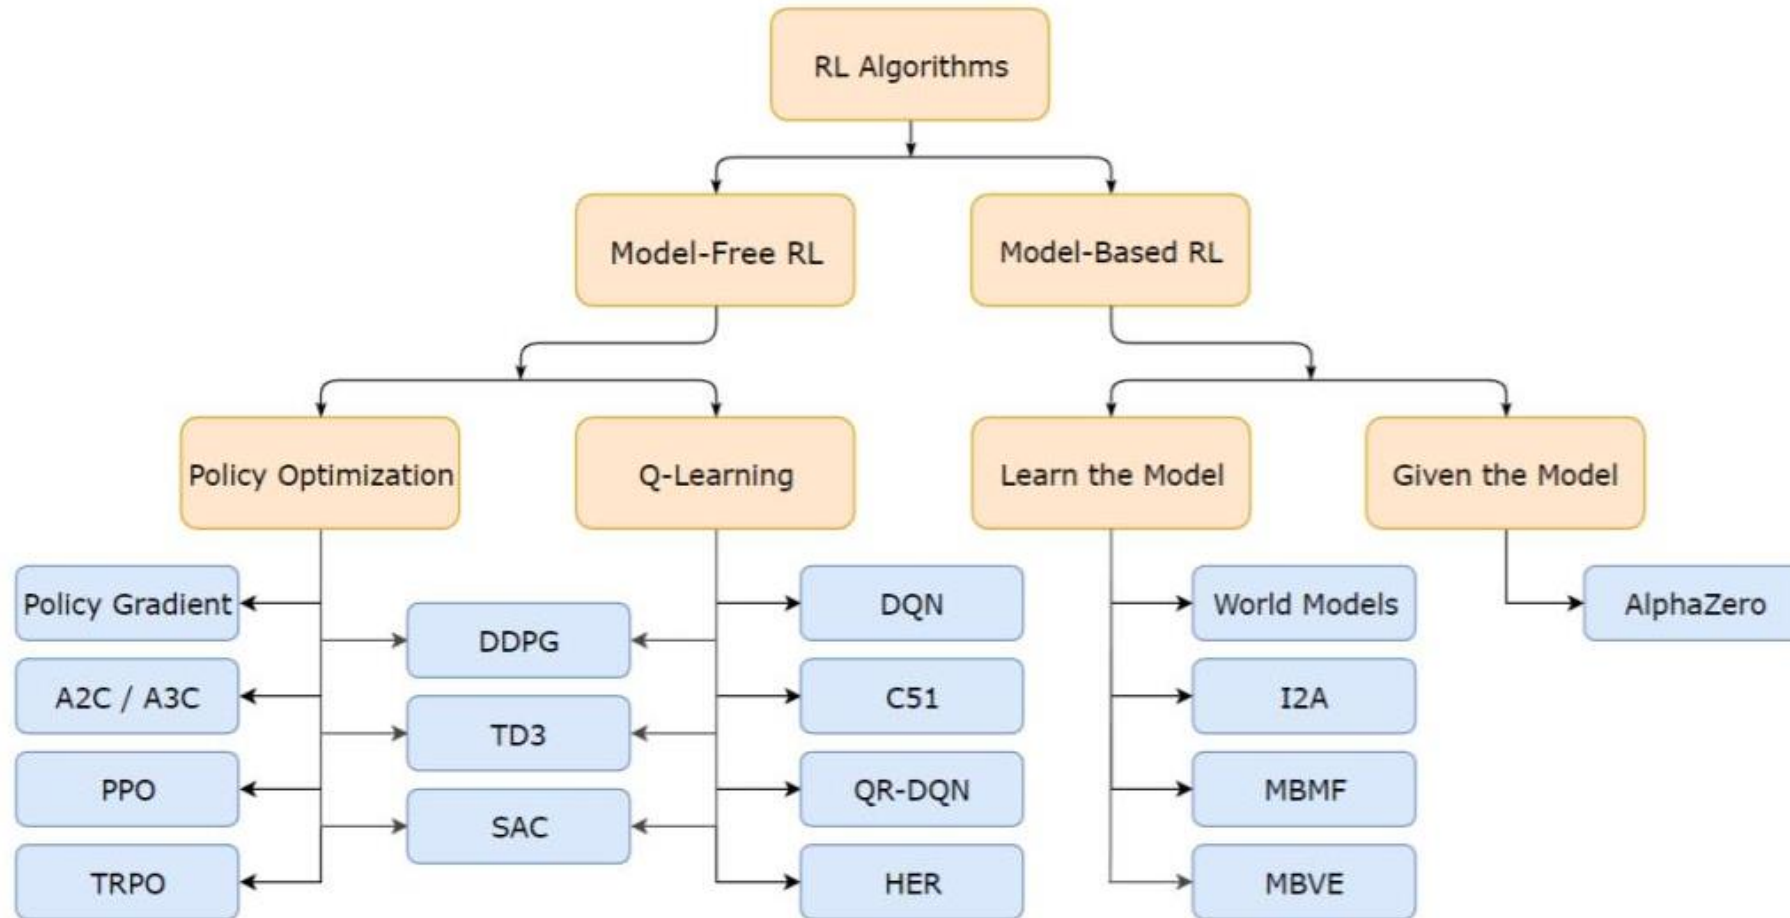 RL Algorithms
Model-Free RL
Model-Based RL
Policy Optimization
Q-Learning
Learn the Model
Given the Model
Policy Gradient
DDPG
DQN
World Models
AlphaZero
A2C / A3C
TD3
C51
I2A
PPO
SAC
QR-DQN
MBMF
TRPO
HER
MBVE